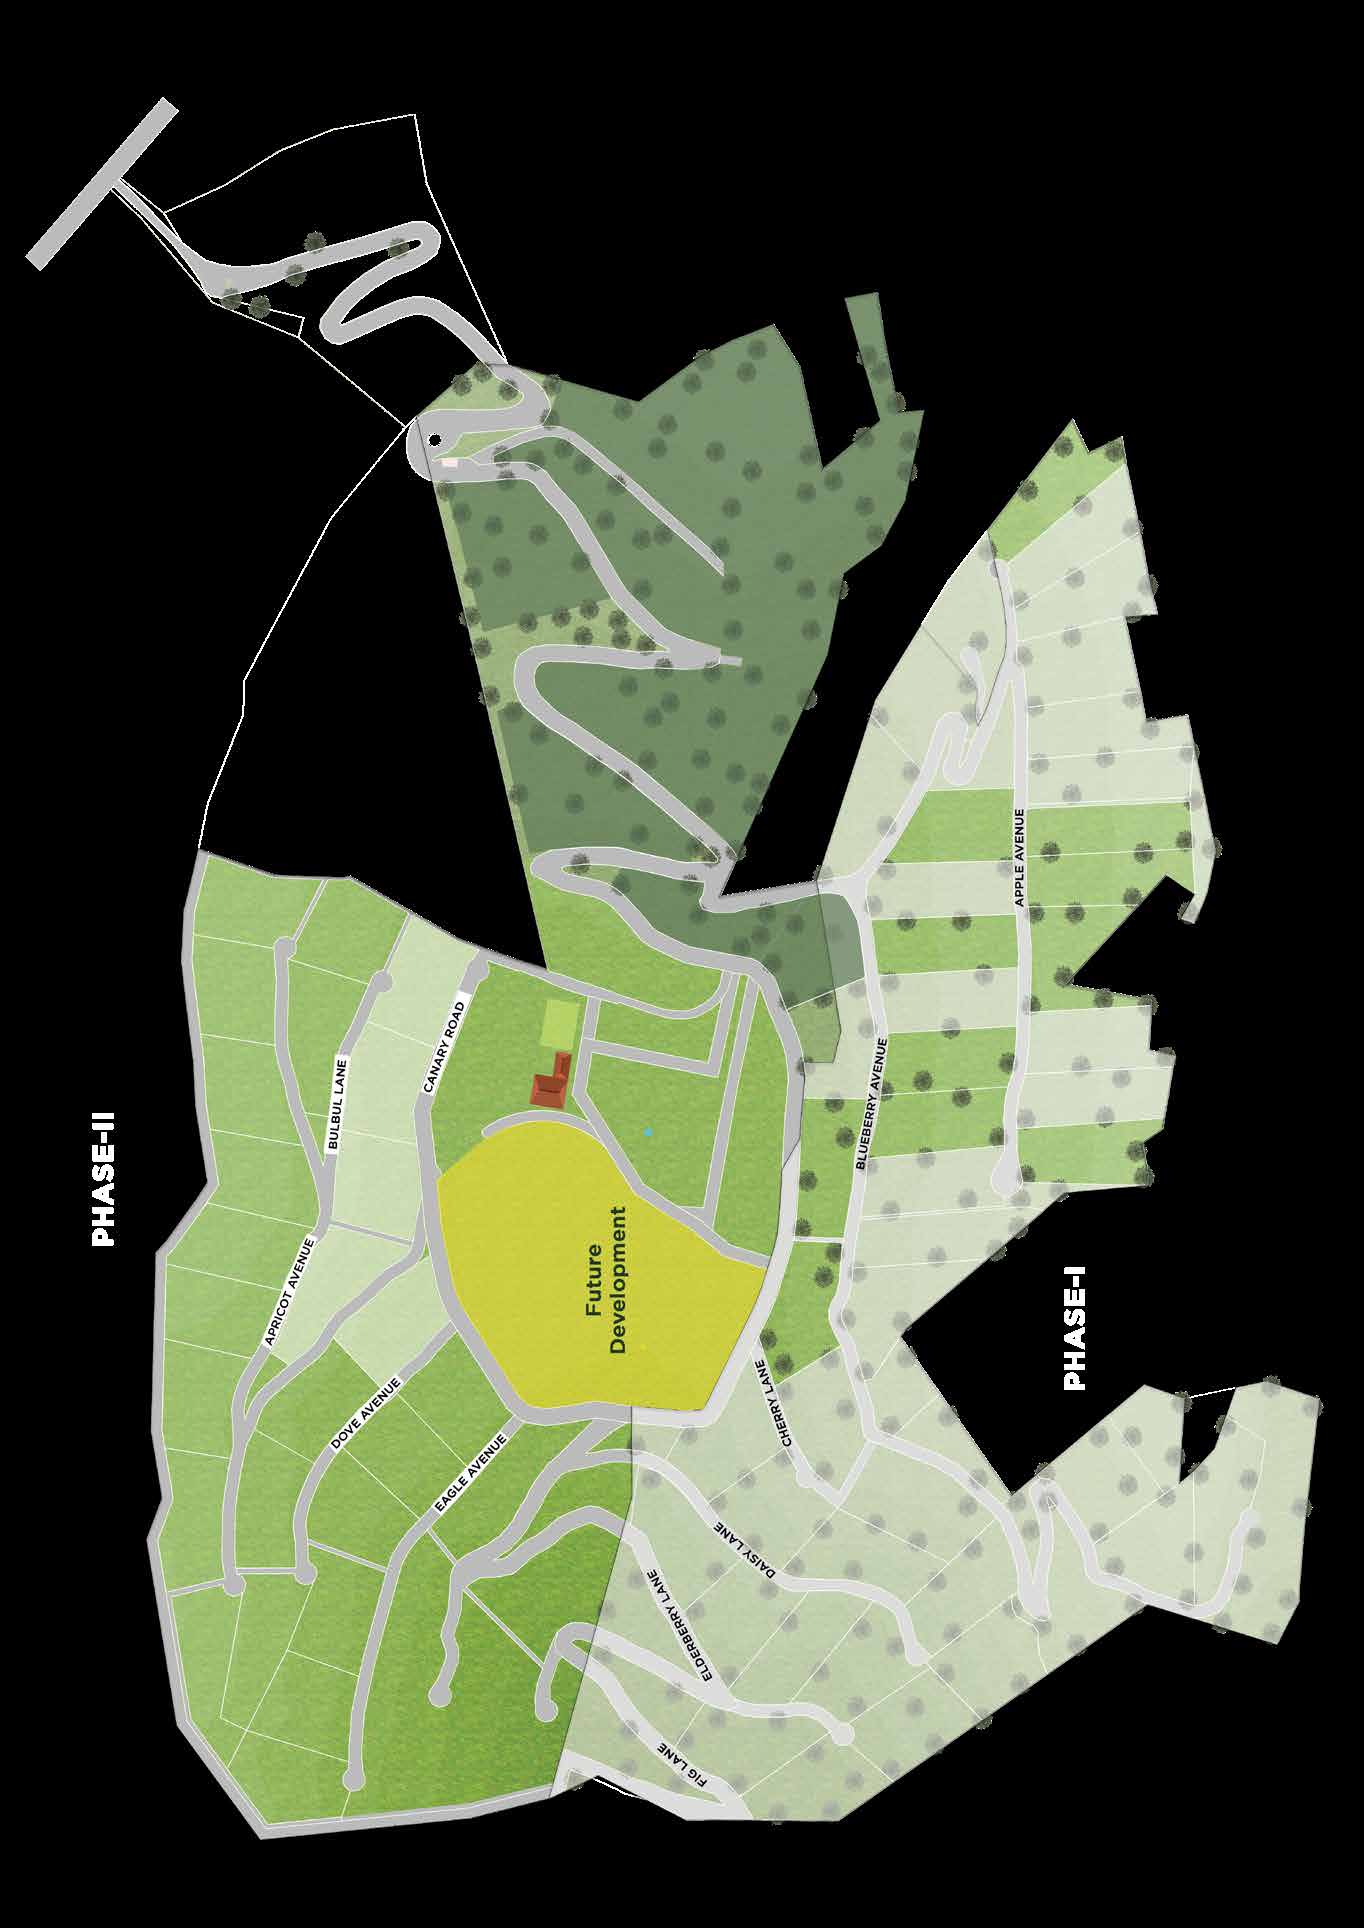 PHASE-II
APRICOT AVENUE
BULBUL LANE
CANARY ROAD
DOVE AVENUE
EAGLE AVENUE
Future
Development
APPLE AVENUE
BLUEBERRY AVENUE
CHERRY LANE
DAISY LANE
ELDERBERRY LANE
FIG LANE
PHASE-I